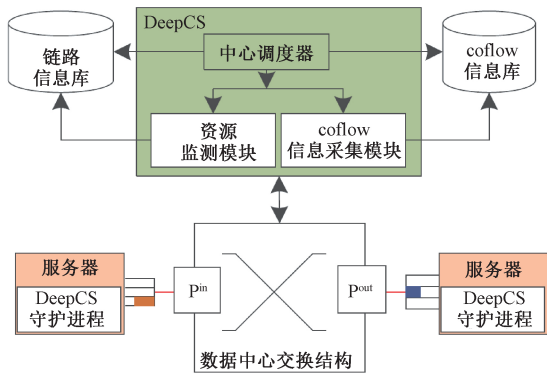 DeepCS
链路
信息库
中心调度器
coflow
信息库
资源
监测模块
coflow
信息采集模块
服务器
DeepCS
守护进程
Pin
Pout
数据中心交换结构
服务器
DeepCS
守护进程